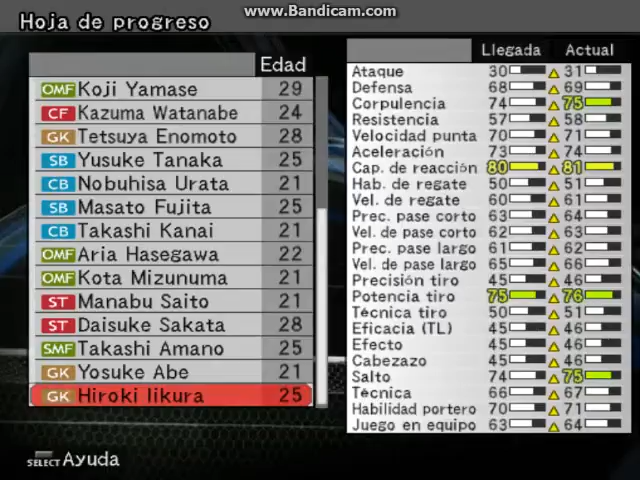 www.Bandicam.com
Hoja de progreso
Edad
OMF Koji Yamase 29
CF Kazuma Watanabe 24
GK Tetsuya Enomoto 28
SB Yusuke Tanaka 25
CB Nobuhisa Urata 21
SB Masato Fujita 25
CB Takashi Kanai 21
OMF Aria Hasegawa 22
OMF Kota Mizunuma 21
ST Manabu Saito 21
ST Daisuke Sakata 28
SMF Takashi Amano 25
GK Yosuke Abe 21
GK Hiroki Iikura 25
Llegada Actual
Ataque 30 31
Defensa 68 69
Corpulencia 74 75
Resistencia 57 58
Velocidad punta 70 71
Aceleración 73 74
Cap. de reacción 80 81
Hab. de regate 50 51
Vel. de regate 60 61
Prec. pase corto 63 64
Vel. de pase corto 62 63
Prec. pase largo 61 62
Vel. de pase largo 65 66
Precisión tiro 45 46
Potencia tiro 75 76
Técnica tiro 50 51
Eficacia (TL) 45 46
Efecto 45 46
Cabezazo 45 46
Salto 74 75
Técnica 66 67
Habilidad portero 70 71
Juego en equipo 63 64
SELECT Ayuda